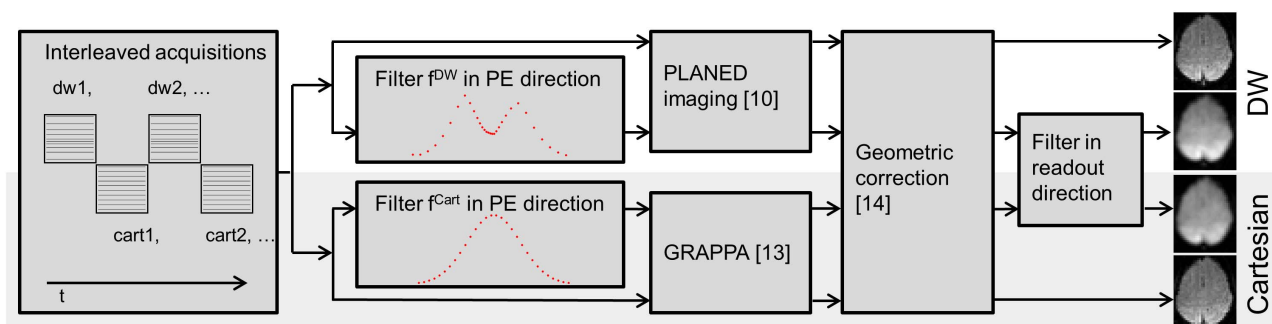 Interleaved acquisitions
dw1, dw2, …
cart1, cart2, …
t
Filter f^DW in PE direction
Filter f^Cart in PE direction
PLANED
imaging [10]
GRAPPA [13]
Geometric
correction
[14]
Filter in
readout
direction
DW
Cartesian